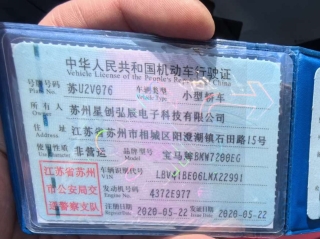 中华人民共和国机动车行驶证
Vehicle License of the People's Republic of China
号牌号码 苏U2V076 车辆类型 小型轿车
Plate No. Vehicle Type
所有人 苏州星创弘辰电子科技有限公司
Owner
住址 江苏省苏州市相城区阳澄湖镇石田路15号
Address
使用性质 非营运 品牌型号 宝马牌BMW7200EG
江苏省苏州 车辆识别代号 LBV41BE06LMX22991
VIN
市公安局交 发动机号码 4372E977
通警察支队 注册日期 2020-05-22 发证日期 2020-05-22